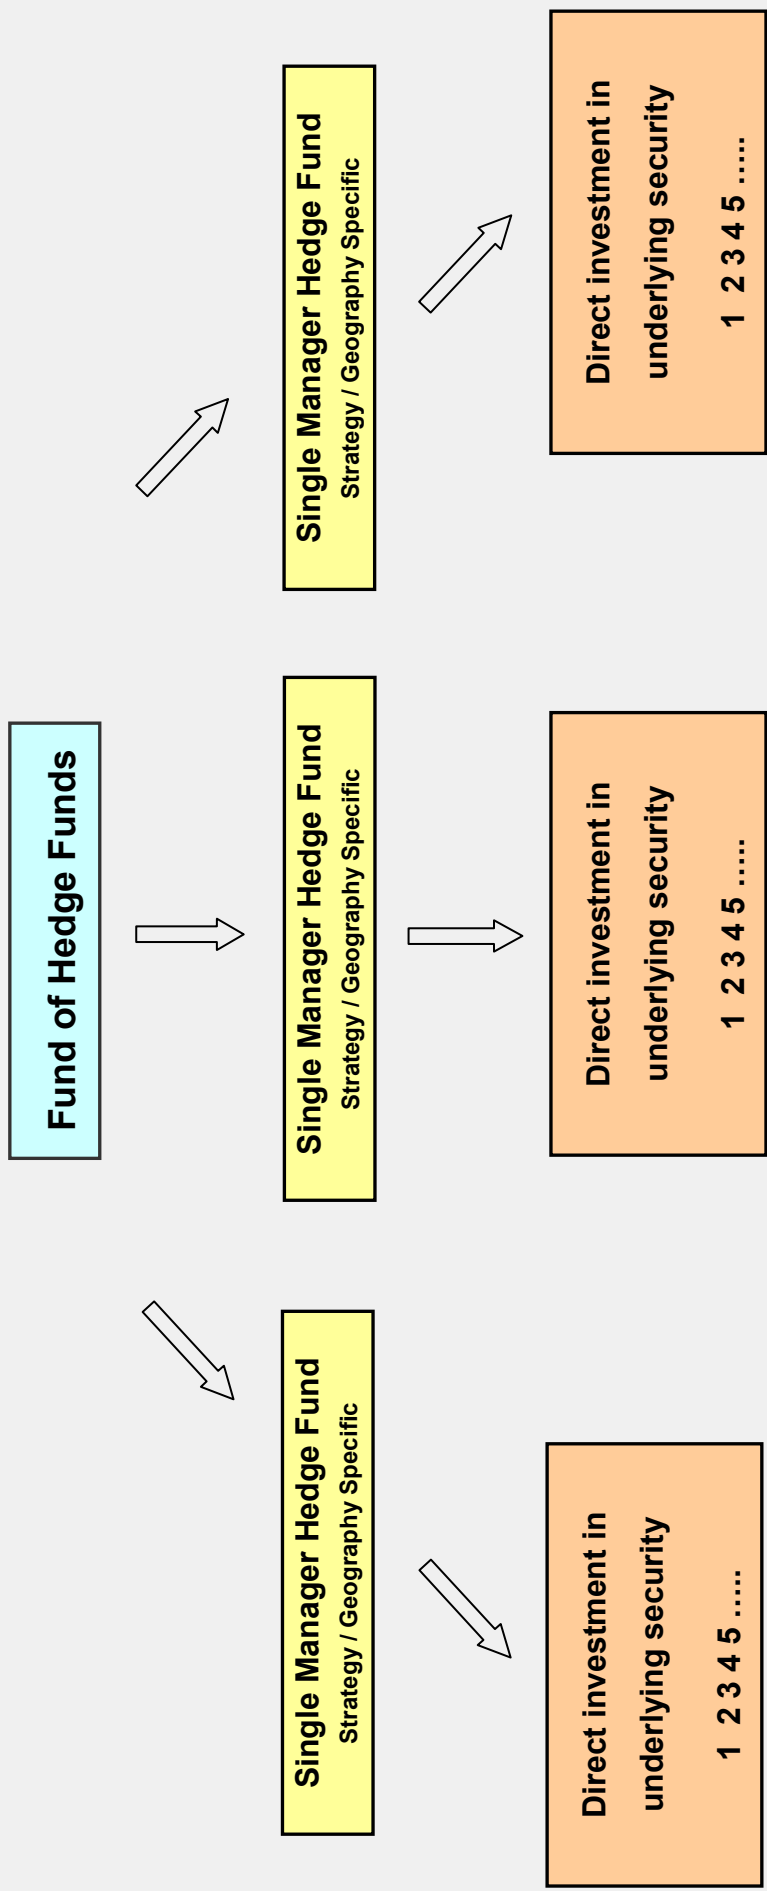 Fund of Hedge Funds
Single Manager Hedge Fund
Strategy / Geography Specific
Single Manager Hedge Fund
Strategy / Geography Specific
Single Manager Hedge Fund
Strategy / Geography Specific
Direct investment in
underlying security
1 2 3 4 5 .....
Direct investment in
underlying security
1 2 3 4 5 .....
Direct investment in
underlying security
1 2 3 4 5 .....